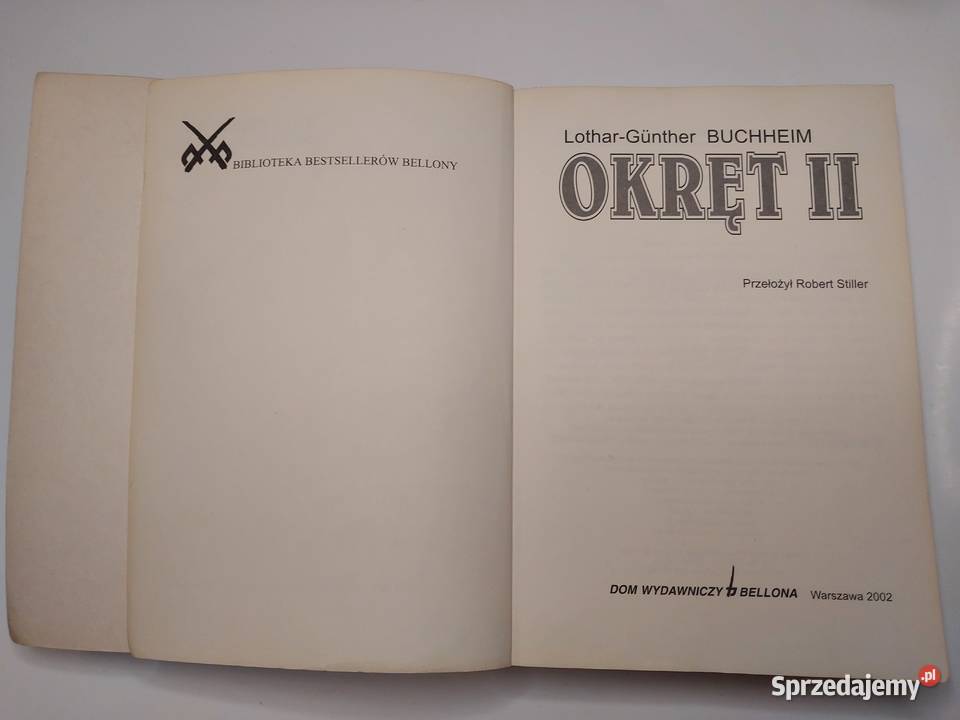 BIBLIOTEKA BESTSELLERÓW BELLONY
Lothar-Günther BUCHHEIM
OKRĘT II
Przełożył Robert Stiller
DOM WYDAWNICZY BELLONA Warszawa 2002
Sprzedajemy.pl